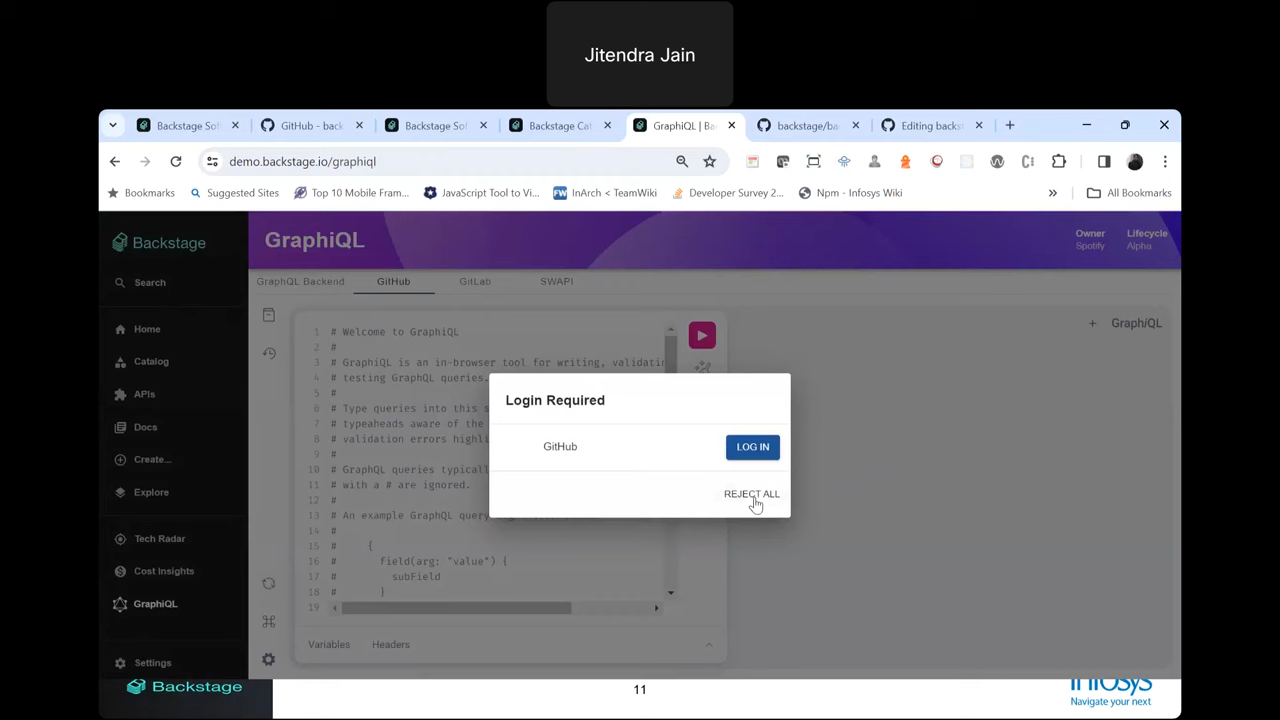 Jitendra Jain
Backstage Sof
GitHub - back
Backstage Sof
Backstage Cat
GraphiQL | Ba
backstage/ba
Editing backst
demo.backstage.io/graphiql
Bookmarks
Suggested Sites
Top 10 Mobile Fram...
JavaScript Tool to Vi...
InArch < TeamWiki
Developer Survey 2...
Npm - Infosys Wiki
All Bookmarks
Backstage
GraphiQL
Owner
Spotify
Lifecycle
Alpha
Search
GraphQL Backend
GitHub
GitLab
SWAPI
Home
Catalog
APIs
Docs
Create...
Explore
Tech Radar
Cost Insights
GraphiQL
Settings
1 # Welcome to GraphiQL
2 #
3 # GraphiQL is an in-browser tool for writing, validatin
4 # testing GraphQL queries.
5 #
6 # Type queries into this s
7 # typeaheads aware of the
8 # validation errors highli
9 #
10 # GraphQL queries typicall
11 # with a # are ignored.
12 #
13 # An example GraphQL query
14 #
15 # {
16 # field(arg: "value") {
17 # subField
18 # }
19
GraphiQL
Login Required
GitHub
LOG IN
REJECT ALL
Variables
Headers
Backstage
11
Infosys
Navigate your next